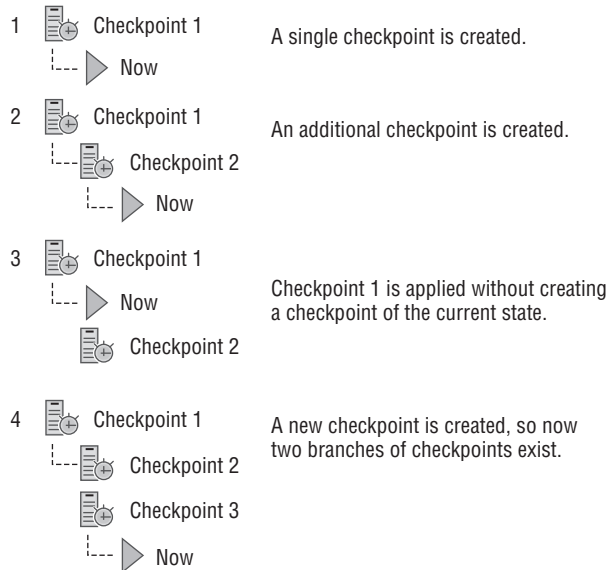 1 Checkpoint 1
A single checkpoint is created.
Now
2 Checkpoint 1
An additional checkpoint is created.
Checkpoint 2
Now
3 Checkpoint 1
Now
Checkpoint 1 is applied without creating
a checkpoint of the current state.
Checkpoint 2
4 Checkpoint 1
A new checkpoint is created, so now
two branches of checkpoints exist.
Checkpoint 2
Checkpoint 3
Now